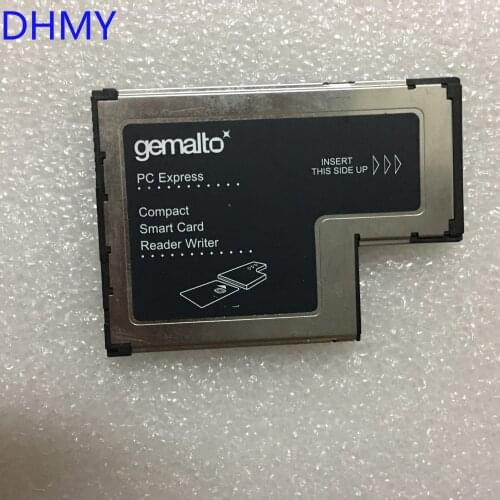 DHMY
gemalto
PC Express
Compact
Smart Card
Reader Writer
INSERT
THIS SIDE UP